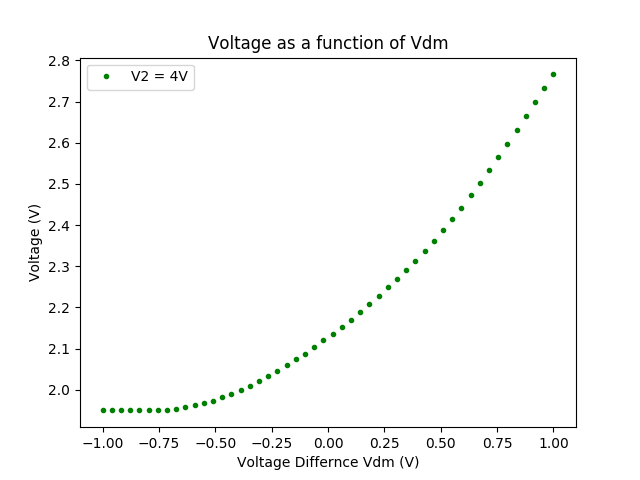 Voltage as a function of Vdm
V2 = 4V
2.8
2.7
2.6
2.5
2.4
2.3
2.2
2.1
2.0
Voltage (V)
−1.00 −0.75 −0.50 −0.25 0.00 0.25 0.50 0.75 1.00
Voltage Differnce Vdm (V)